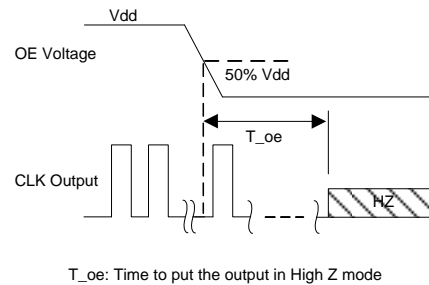 Vdd
OE Voltage
50% Vdd
T_oe
CLK Output
HZ
T_oe: Time to put the output in High Z mode